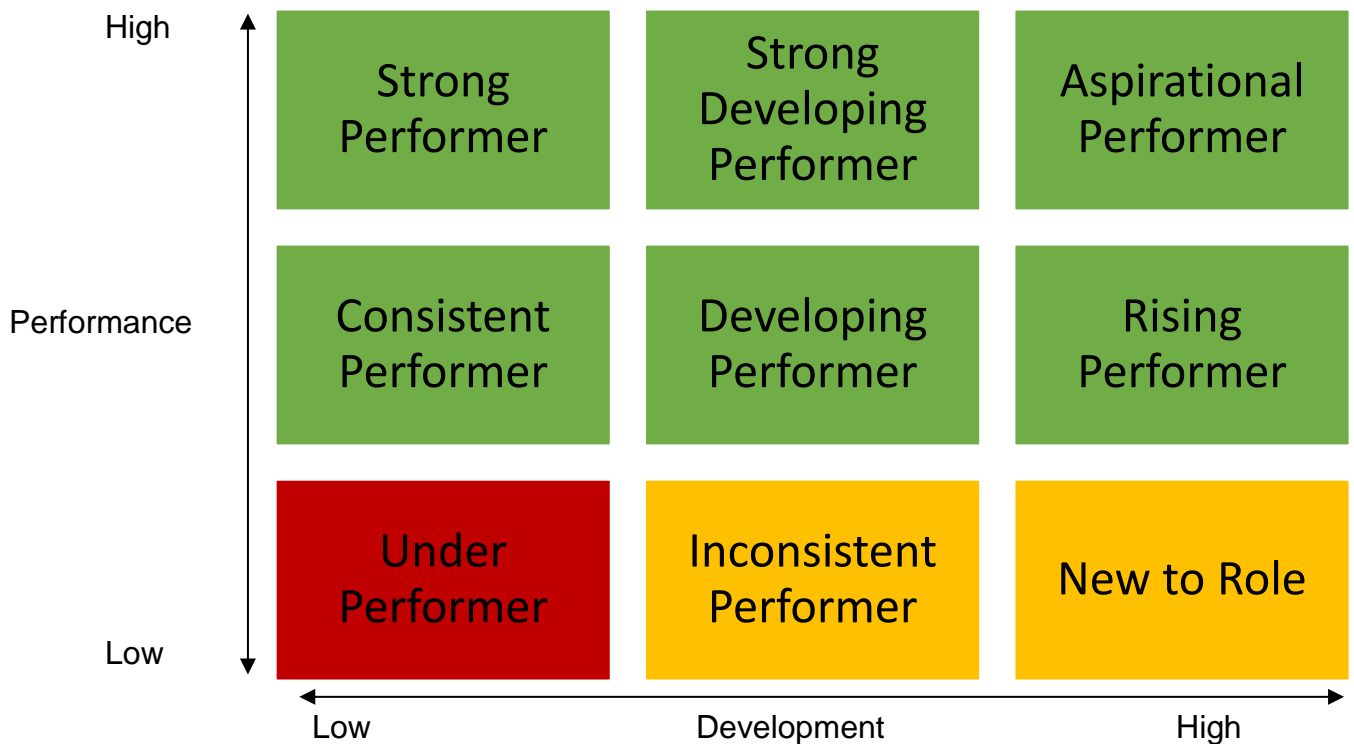 High
Strong
Performer
Strong
Developing
Performer
Aspirational
Performer
Performance
Consistent
Performer
Developing
Performer
Rising
Performer
Under
Performer
Inconsistent
Performer
New to Role
Low
Low
Development
High